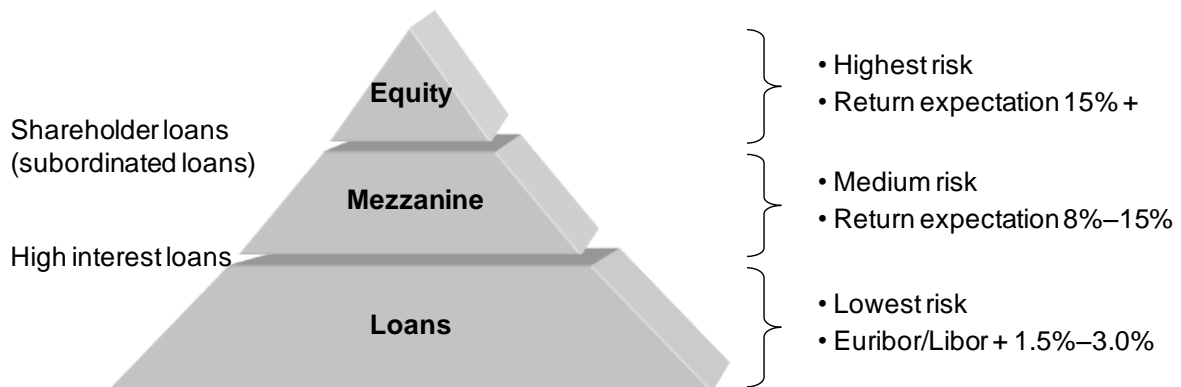 Equity
• Highest risk
• Return expectation 15% +
Shareholder loans
(subordinated loans)
Mezzanine
• Medium risk
• Return expectation 8%–15%
High interest loans
Loans
• Lowest risk
• Euribor/Libor + 1.5%–3.0%